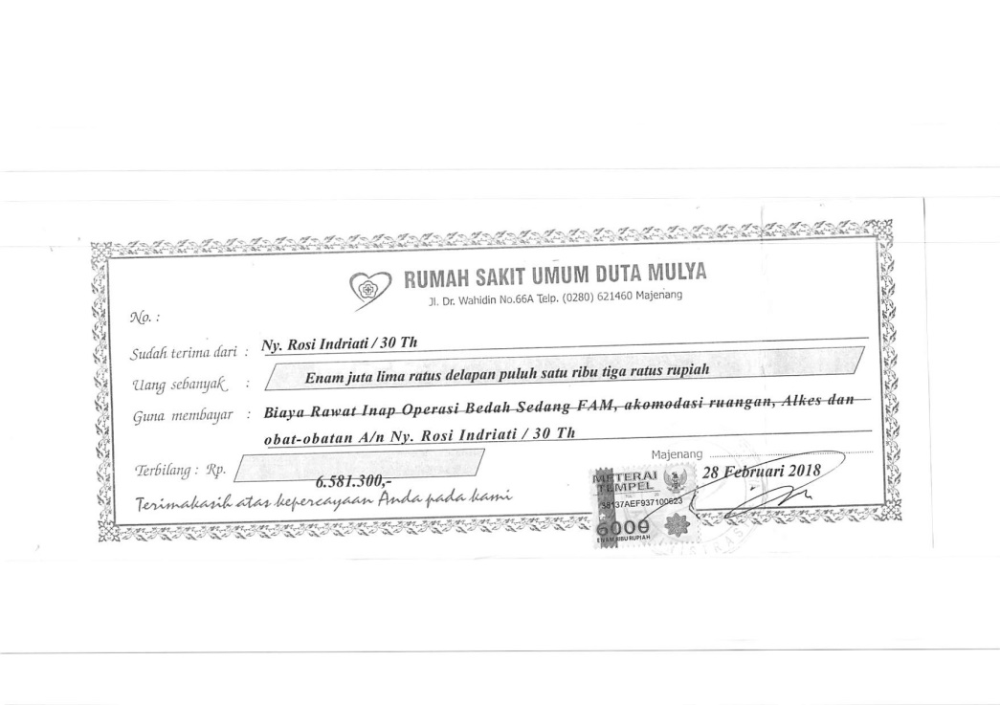 RUMAH SAKIT UMUM DUTA MULYA
Jl. Dr. Wahidin No.66A Telp. (0280) 621460 Majenang
No. :
Sudah terima dari : Ny. Rosi Indriati / 30 Th
Uang sebanyak : Enam juta lima ratus delapan puluh satu ribu tiga ratus rupiah
Guna membayar : Biaya Rawat Inap Operasi Bedah Sedang FAM, akomodasi ruangan, Alkes dan
obat-obatan A/n Ny. Rosi Indriati / 30 Th
Majenang
Terbilang : Rp. 6.581.300,-
28 Februari 2018
Terimakasih atas kepercayaan Anda pada kami
METERAI
TEMPEL
6000
ENAM RIBU RUPIAH